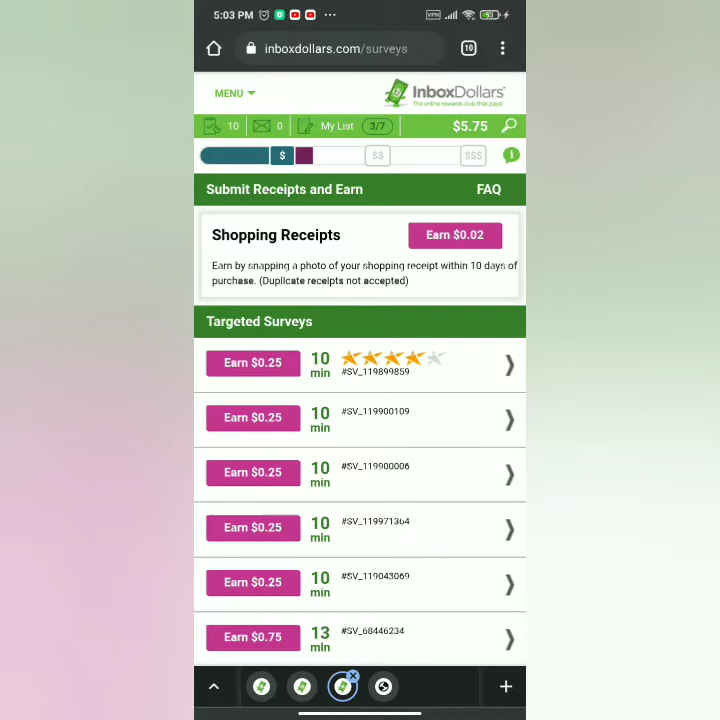 5:03 PM
VPN
inboxdollars.com/surveys
10
MENU
InboxDollars®
The online rewards club that pays!
10 0 My List 3/7 $5.75
$ $$ $$$
Submit Receipts and Earn FAQ
Shopping Receipts Earn $0.02
Earn by snapping a photo of your shopping receipt within 10 days of
purchase. (Duplicate receipts not accepted)
Targeted Surveys
Earn $0.25 10 min #SV_119899859
Earn $0.25 10 min #SV_119900109
Earn $0.25 10 min #SV_119900006
Earn $0.25 10 min #SV_119971364
Earn $0.25 10 min #SV_119043069
Earn $0.75 13 min #SV_68446234